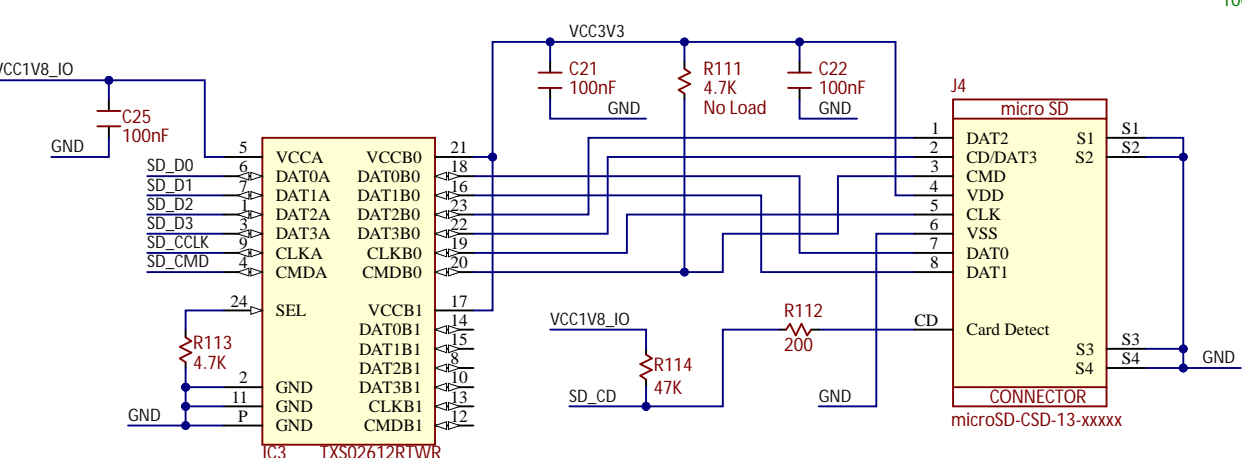 100
VCC3V3
VCC1V8_IO
C21
100nF
GND
R111
4.7K
No Load
C22
100nF
GND
J4
micro SD
C25
100nF
GND
1 DAT2 S1 S1
2 CD/DAT3 S2 S2
3 CMD
4 VDD
5 CLK
6 VSS
7 DAT0
8 DAT1
5 VCCA VCCB0 21
SD_D0 6 DAT0A DAT0B0 18
SD_D1 7 DAT1A DAT1B0 16
SD_D2 1 DAT2A DAT2B0 23
SD_D3 3 DAT3A DAT3B0 22
SD_CCLK 9 CLKA CLKB0 19
SD_CMD 4 CMDA CMDB0 20
24 SEL VCCB1 17
DAT0B1 14
DAT1B1 15
DAT2B1 8
2 GND DAT3B1 10
11 GND CLKB1 13
GND P GND CMDB1 12
R113
4.7K
IC3 TXS02612RTWR
VCC1V8_IO
R114
47K
SD_CD
R112
200
CD Card Detect
S3 S3
S4 S4
GND
GND
CONNECTOR
microSD-CSD-13-xxxxx